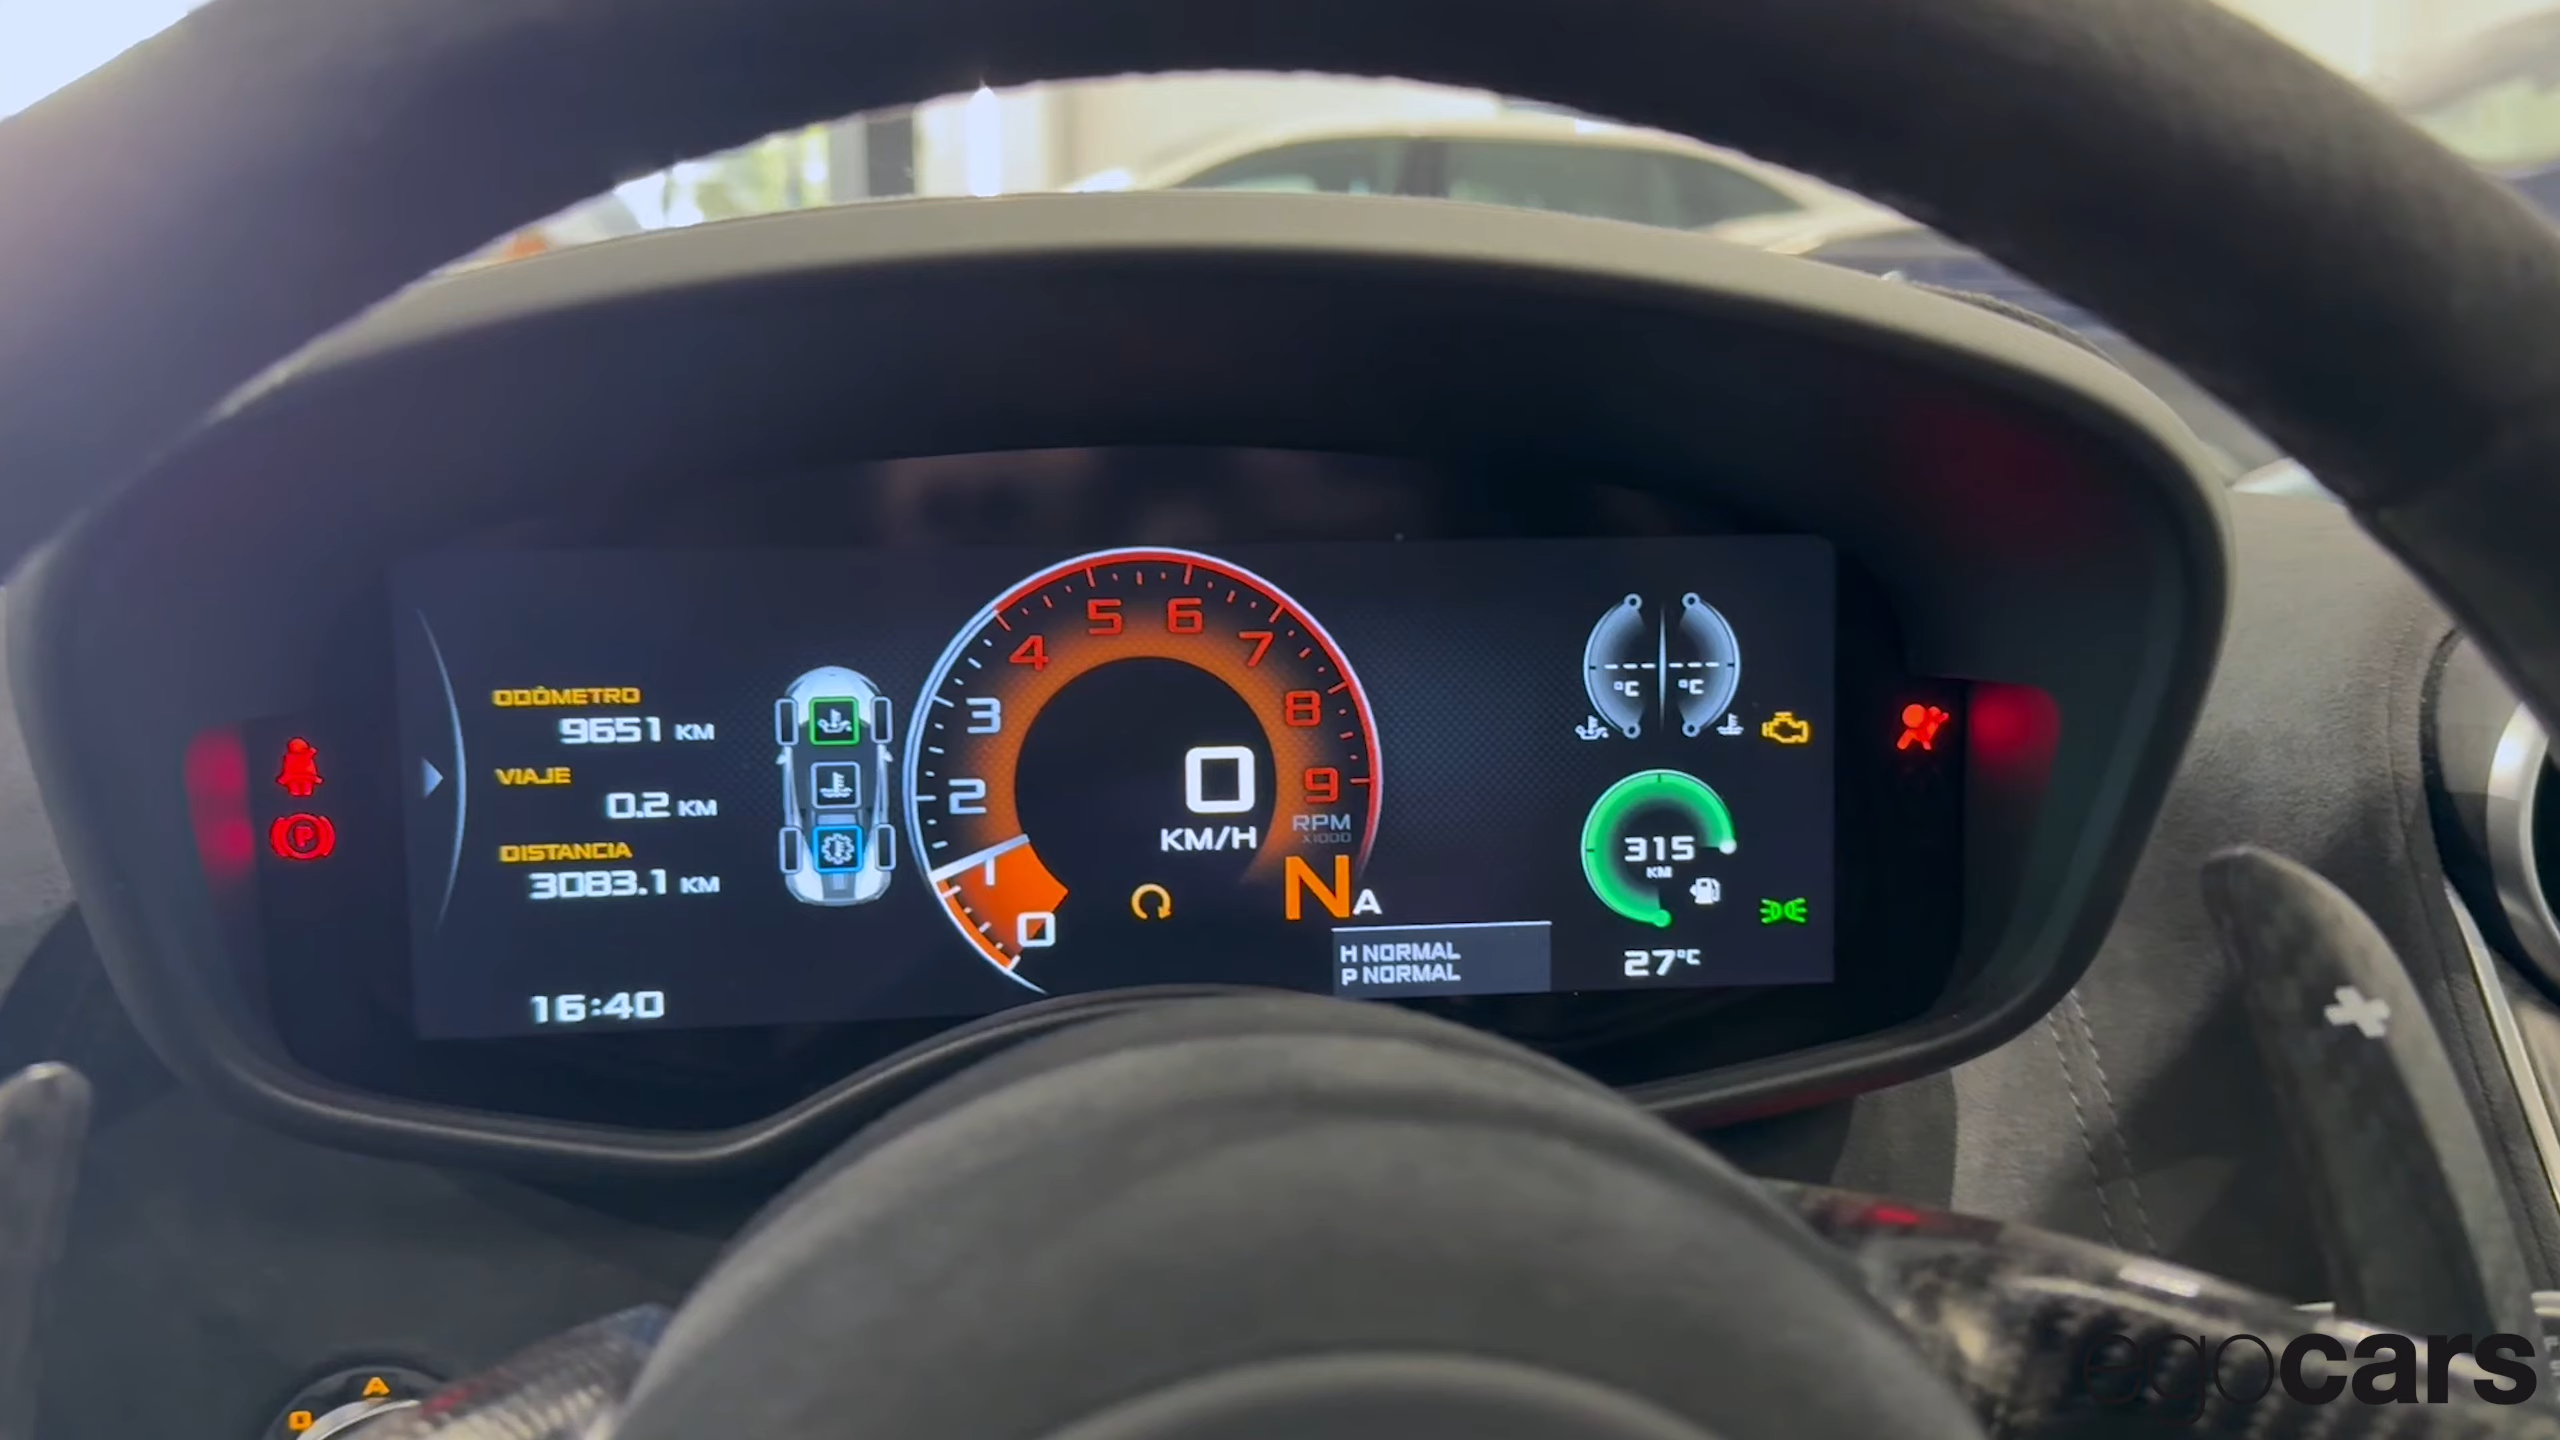 ODÓMETRO
9651 KM
VIAJE
0.2 KM
DISTANCIA
3083.1 KM
16:40
0
1
2
3
4
5
6
7
8
9
RPM
X1000
0
KM/H
N A
H NORMAL
P NORMAL
°C °C
315
KM
27°C
P
A
0
egocars